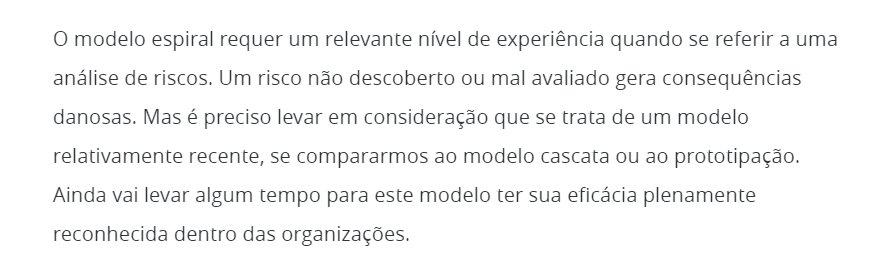 O modelo espiral requer um relevante nível de experiência quando se referir a uma
análise de riscos. Um risco não descoberto ou mal avaliado gera consequências
danosas. Mas é preciso levar em consideração que se trata de um modelo
relativamente recente, se compararmos ao modelo cascata ou ao prototipação.
Ainda vai levar algum tempo para este modelo ter sua eficácia plenamente
reconhecida dentro das organizações.